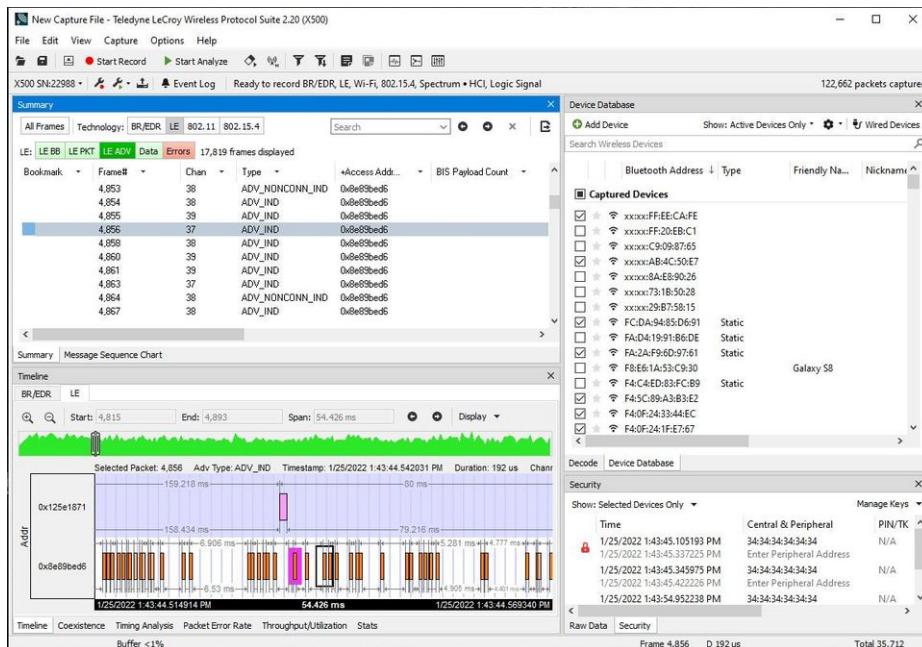 New Capture File - Teledyne LeCroy Wireless Protocol Suite 2.20 (X500)
File Edit View Capture Options Help
Start Record Start Analyze
X500 SN:22988 Event Log Ready to record BR/EDR, LE, Wi-Fi, 802.15.4, Spectrum • HCI, Logic Signal 122,662 packets capture
Summary
All Frames Technology: BR/EDR LE 802.11 802.15.4 Search
LE: LE BB LE PKT LE ADV Data Errors 17,819 frames displayed
Bookmark Frame# Chan Type +Access Addr... BIS Payload Count
4,853 38 ADV_NONCONN_IND 0x8e89bed6
4,854 38 ADV_IND 0x8e89bed6
4,855 39 ADV_IND 0x8e89bed6
4,856 37 ADV_IND 0x8e89bed6
4,858 38 ADV_IND 0x8e89bed6
4,860 39 ADV_IND 0x8e89bed6
4,861 39 ADV_IND 0x8e89bed6
4,863 37 ADV_IND 0x8e89bed6
4,864 38 ADV_NONCONN_IND 0x8e89bed6
4,867 38 ADV_IND 0x8e89bed6
Summary Message Sequence Chart
Timeline
BR/EDR LE
Start: 4,815 End: 4,893 Span: 54.426 ms Display
Selected Packet: 4,856 Adv Type: ADV_IND Timestamp: 1/25/2022 1:43:44.542031 PM Duration: 192 us Chann
159.218 ms 80 ms
0x125e1871
158.434 ms 79.216 ms
Addr
6.906 ms 5.281 ms 4.777 ms
0x8e89bed6
6.53 ms 4.905 ms 4.401 ms
1/25/2022 1:43:44.514914 PM 54.426 ms 1/25/2022 1:43:44.569340 PM
Timeline Coexistence Timing Analysis Packet Error Rate Throughput/Utilization Stats
Device Database
Add Device Show: Active Devices Only Wired Devices
Search Wireless Devices
Bluetooth Address Type Friendly Na... Nickname
Captured Devices
xx:xx:FF:EE:CA:FE
xx:xx:FF:20:EB:C1
xx:xx:C9:09:87:65
xx:xx:AB:4C:50:E7
xx:xx:8A:E8:90:26
xx:xx:73:1B:50:28
xx:xx:29:B7:58:15
FC:DA:94:85:D6:91 Static
FA:D4:19:91:B6:DE Static
FA:2A:F9:6D:97:61 Static
F8:E6:1A:53:C9:30 Galaxy S8
F4:C4:ED:83:FC:B9 Static
F4:5C:89:A3:B3:E2
F4:0F:24:33:44:EC
F4:0F:24:1F:E7:67
Decode Device Database
Security
Show: Selected Devices Only Manage Keys
Time Central & Peripheral PIN/TK
1/25/2022 1:43:45.105193 PM 34:34:34:34:34:34 N/A
1/25/2022 1:43:45.337225 PM Enter Peripheral Address
1/25/2022 1:43:45.345975 PM 34:34:34:34:34:34 N/A
1/25/2022 1:43:45.422226 PM Enter Peripheral Address
1/25/2022 1:43:54.952238 PM 34:34:34:34:34:34 N/A
Raw Data Security
Buffer <1% Frame 4,856 D 192 us Total 35,712